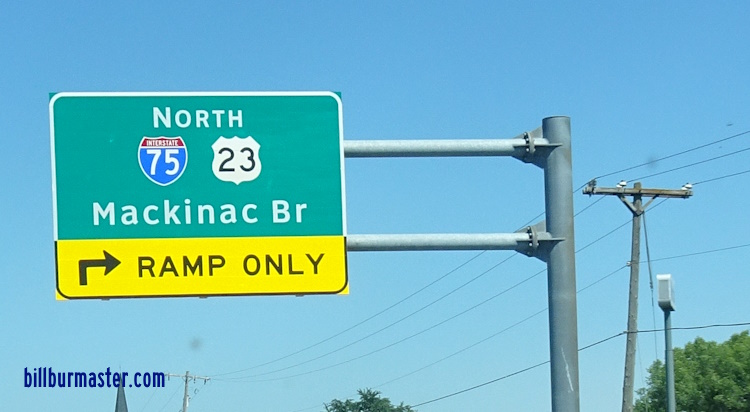 NORTH
INTERSTATE
75 23
Mackinac Br
RAMP ONLY
billburmaster.com